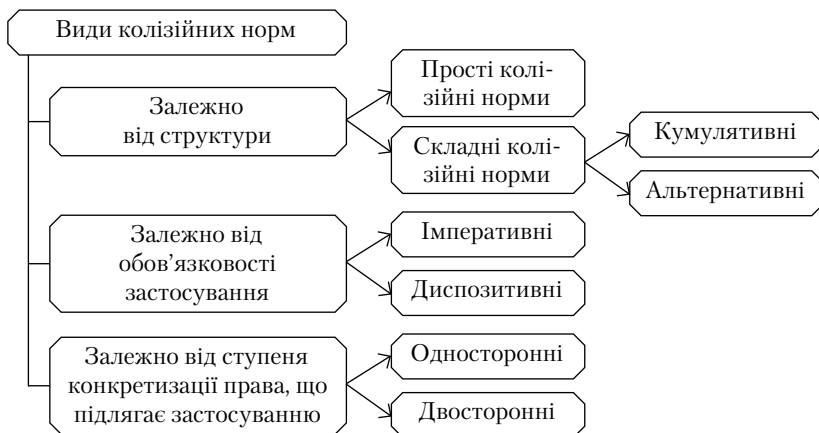 Види колізійних норм
Залежно
від структури
Прості колі-
зійні норми
Складні колі-
зійні норми
Кумулятивні
Альтернативні
Залежно від
обов’язковості
застосування
Імперативні
Диспозитивні
Залежно від ступеня
конкретизації права, що
підлягає застосуванню
Односторонні
Двосторонні